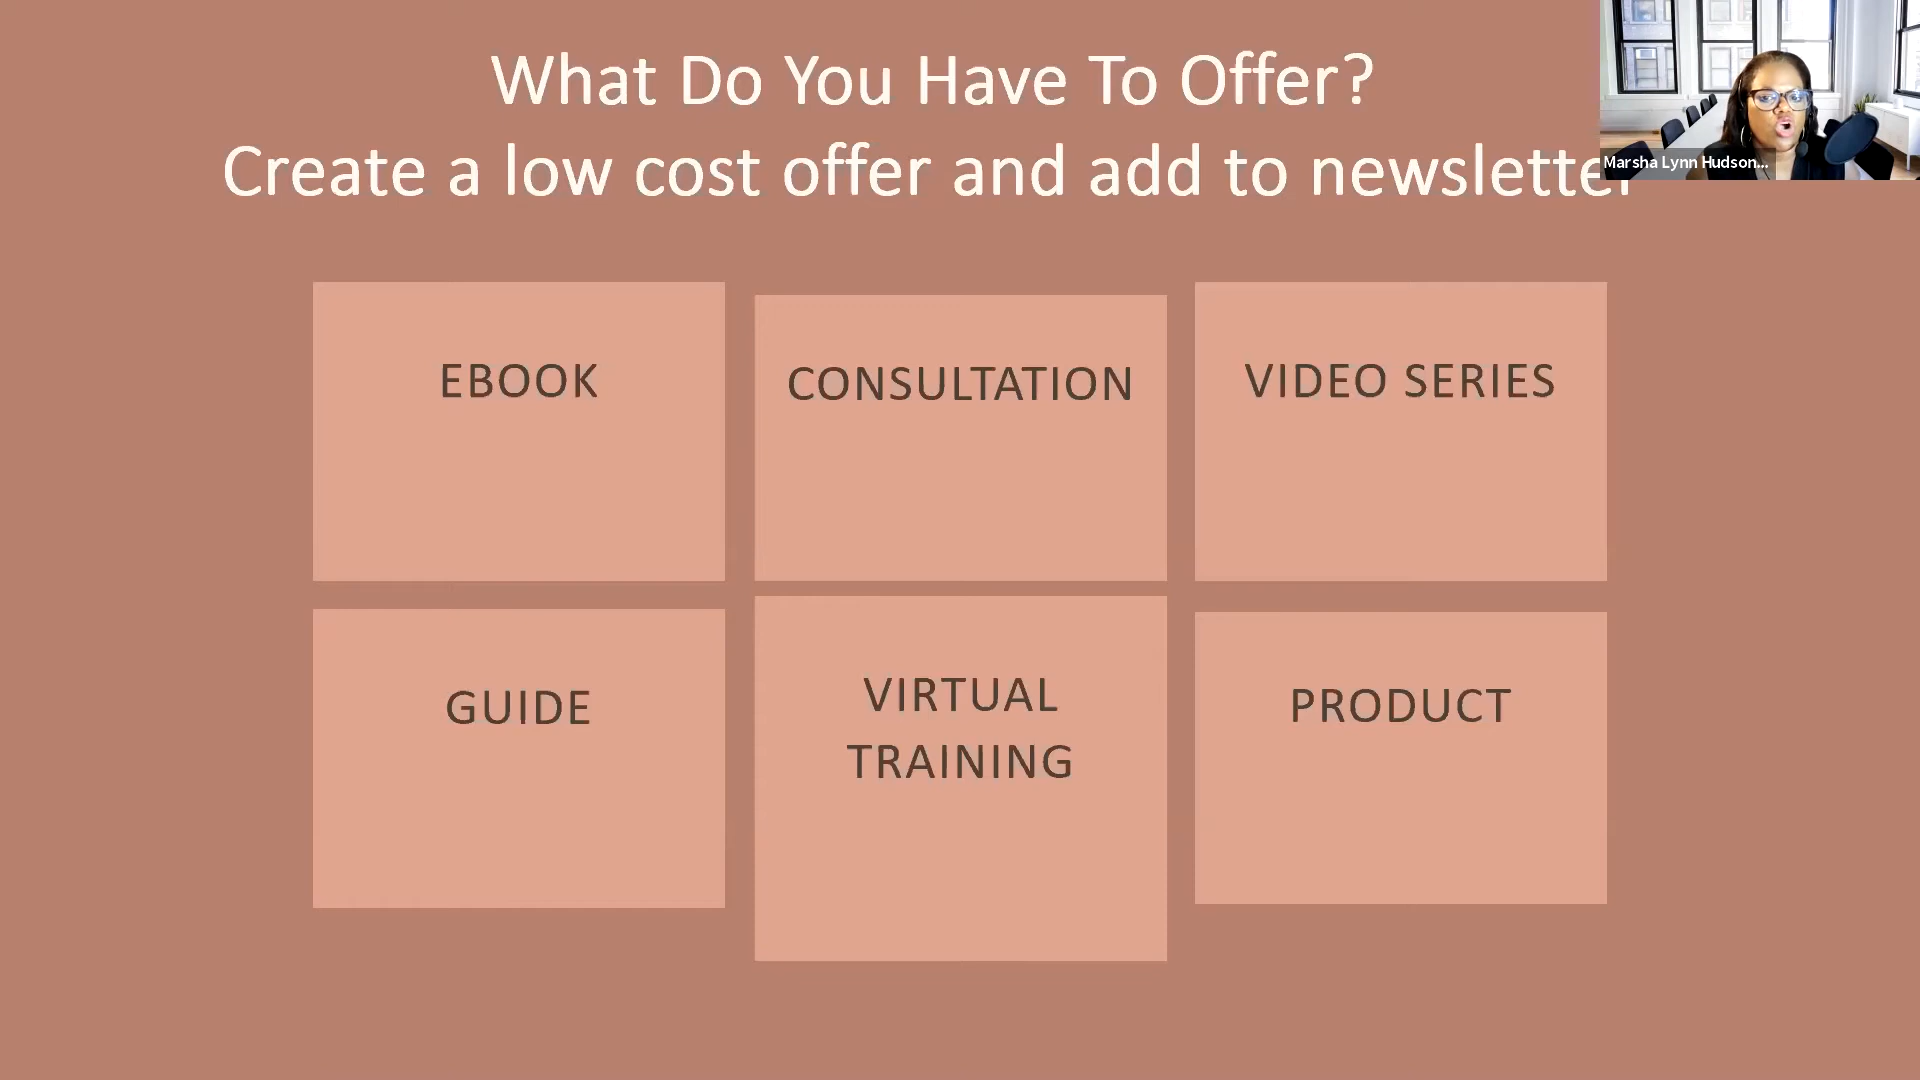 What Do You Have To Offer?
Create a low cost offer and add to newsletter
Marsha Lynn Hudson...
EBOOK
CONSULTATION
VIDEO SERIES
GUIDE
VIRTUAL
TRAINING
PRODUCT